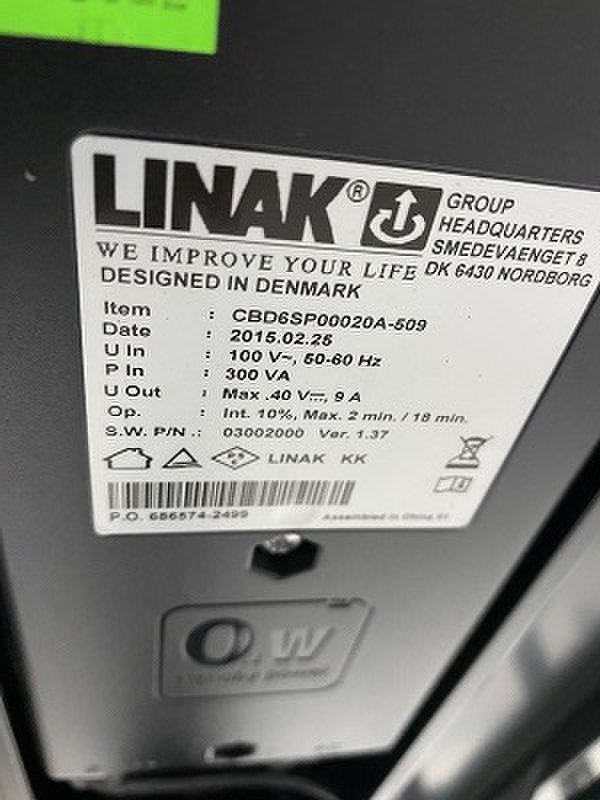 LINAK®
GROUP
HEADQUARTERS
SMEDEVAENGET 8
DK 6430 NORDBORG
WE IMPROVE YOUR LIFE
DESIGNED IN DENMARK
Item : CBD6SP00020A-509
Date : 2015.02.25
U In : 100 V~, 50-60 Hz
P In : 300 VA
U Out : Max .40 V⎓, 9 A
Op. : Int. 10%, Max. 2 min. / 18 min.
S.W. P/N .: 03002000 Ver. 1.37
LINAK KK
P.O. 686574-2499
Assembled in China
W